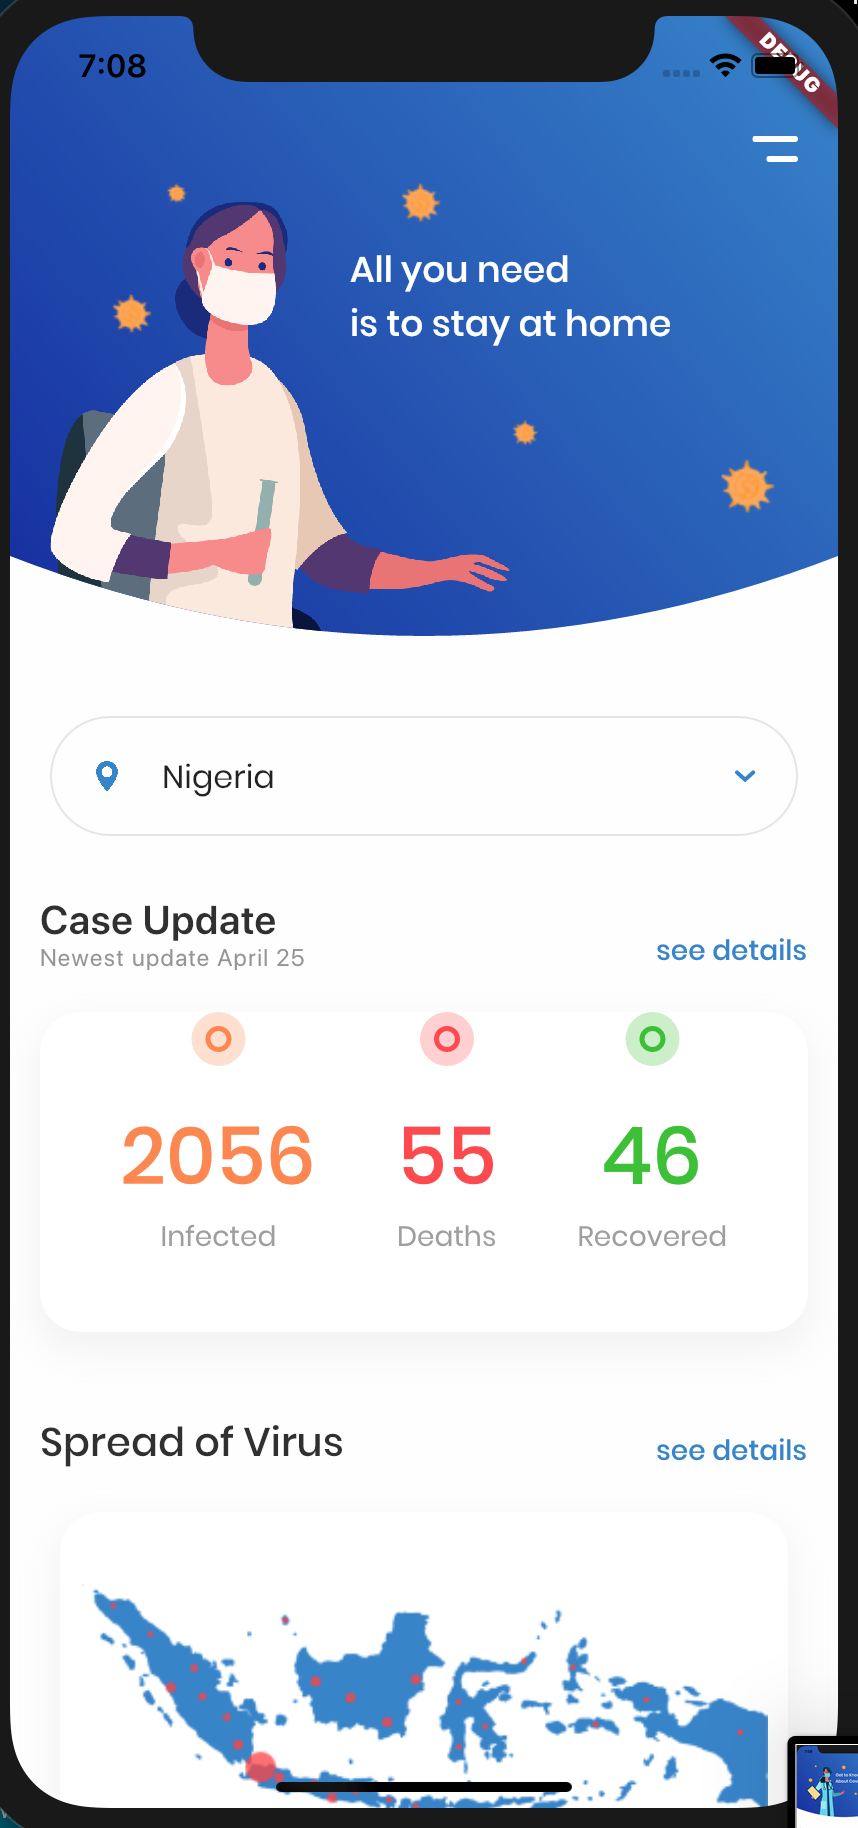 7:08
DEBUG
All you need
is to stay at home
Nigeria
Case Update
Newest update April 25
see details
2056
55
46
Infected
Deaths
Recovered
Spread of Virus
see details